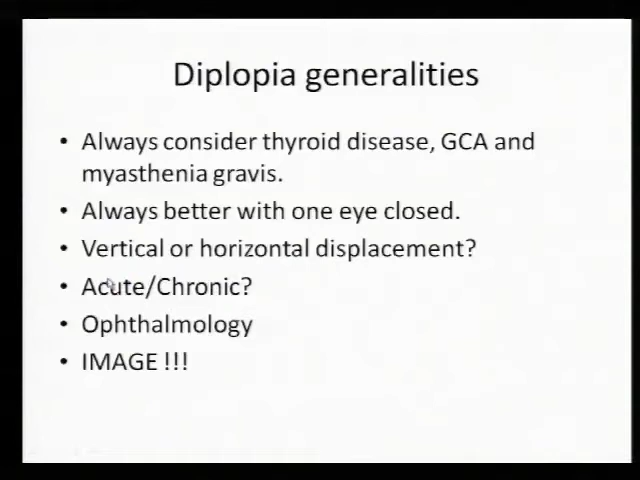 Diplopia generalities
• Always consider thyroid disease, GCA and
myasthenia gravis.
• Always better with one eye closed.
• Vertical or horizontal displacement?
• Acute/Chronic?
• Ophthalmology
• IMAGE !!!